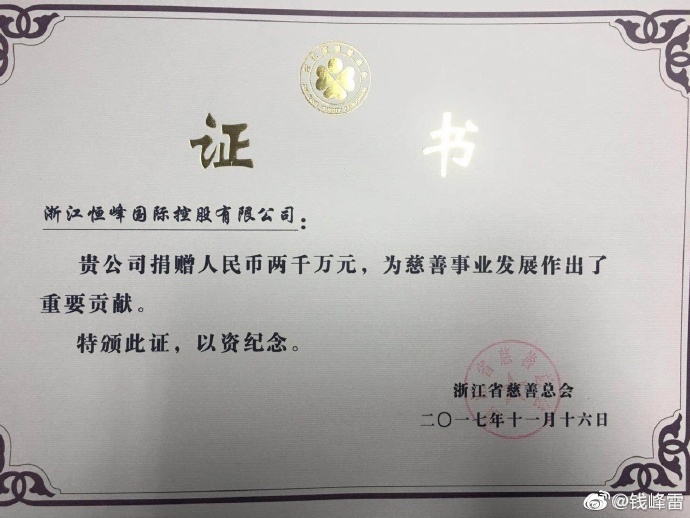 证 书
浙江恒峰国际控股有限公司：
贵公司捐赠人民币两千万元，为慈善事业发展作出了
重要贡献。
特颁此证，以资纪念。
浙江省慈善总会
二〇一七年十一月十六日
@钱峰雷